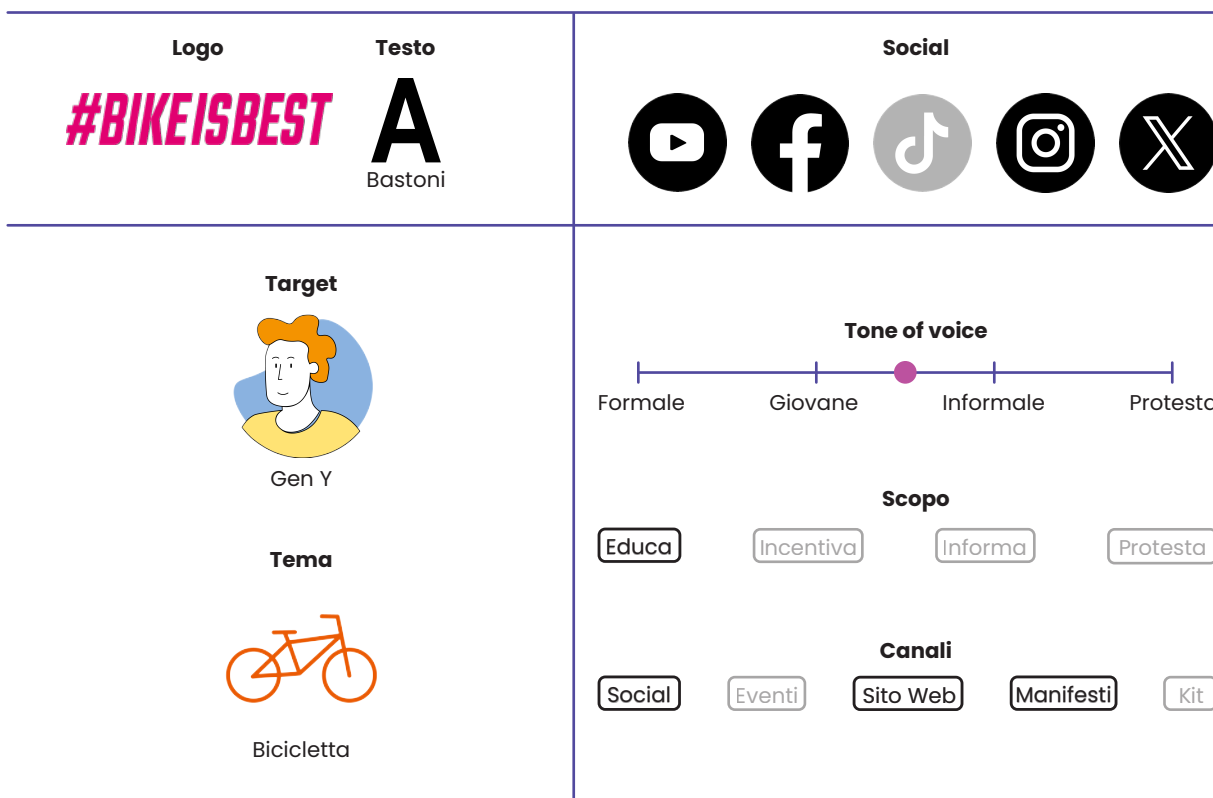 Logo
Testo
Social
#BIKEISBEST
A
Bastoni
Target
Gen Y
Tema
Bicicletta
Tone of voice
Formale Giovane Informale Protesta
Scopo
Educa Incentiva Informa Protesta
Canali
Social Eventi Sito Web Manifesti Kit